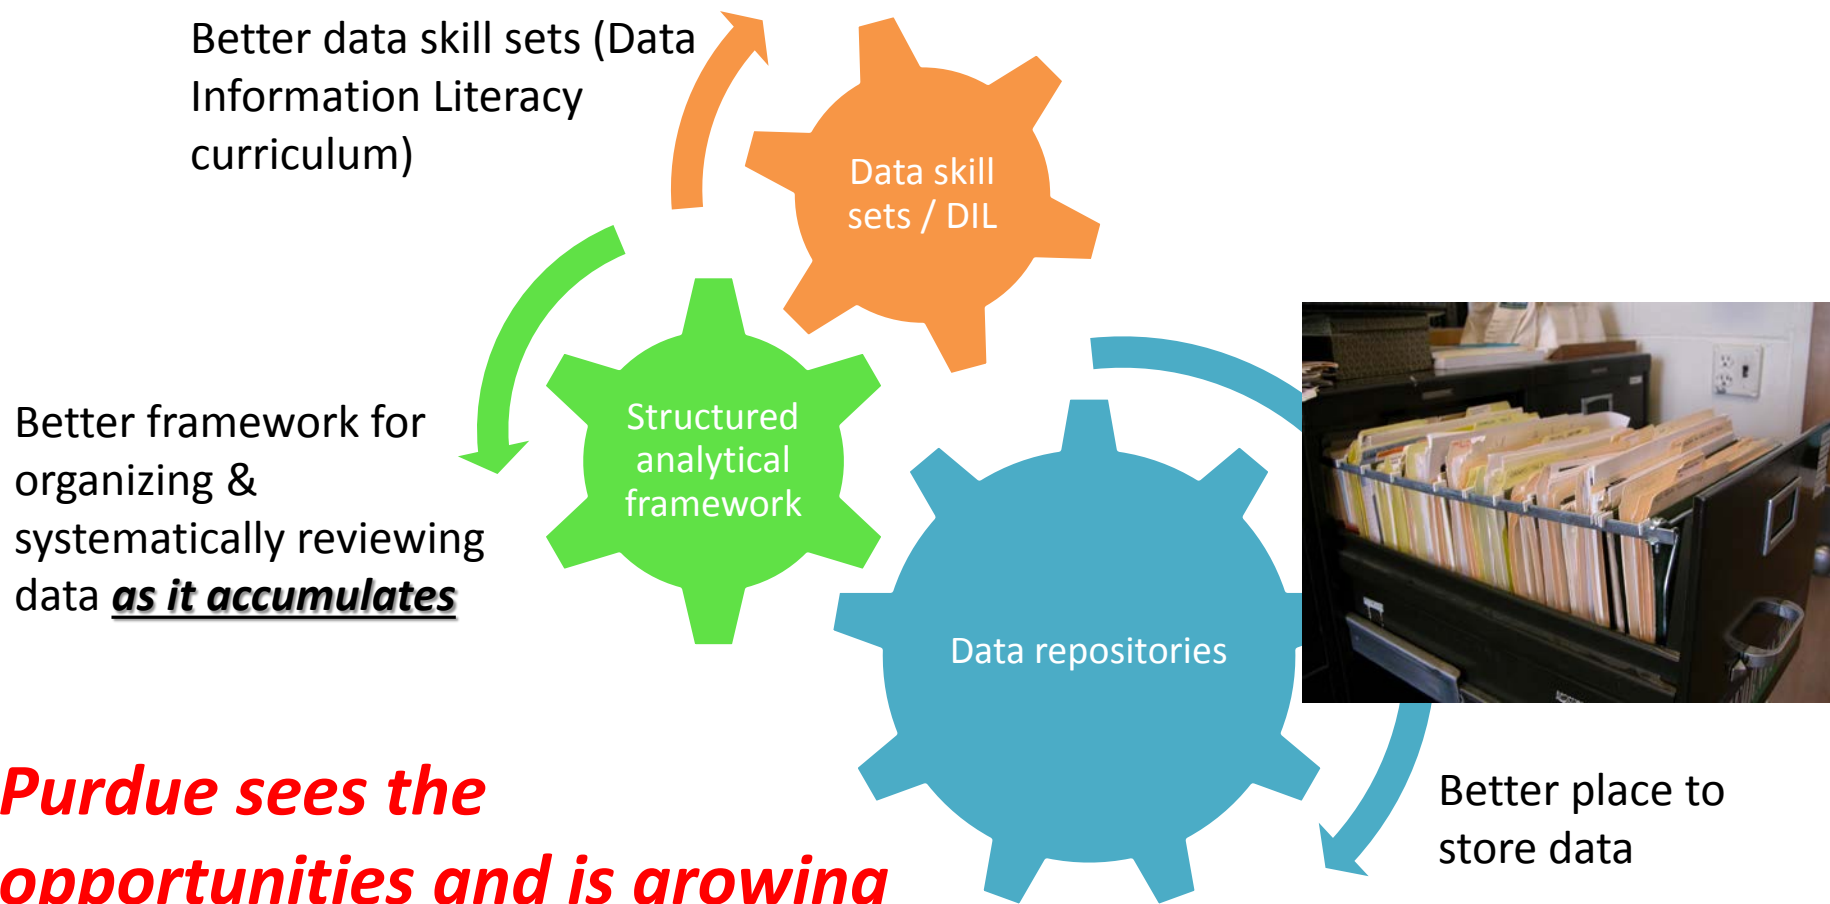 Better data skill sets (Data
Information Literacy
curriculum)
Data skill
sets / DIL
Structured
analytical
framework
Better framework for
organizing &
systematically reviewing
data as it accumulates
Data repositories
Purdue sees the
opportunities and is growing
Better place to
store data